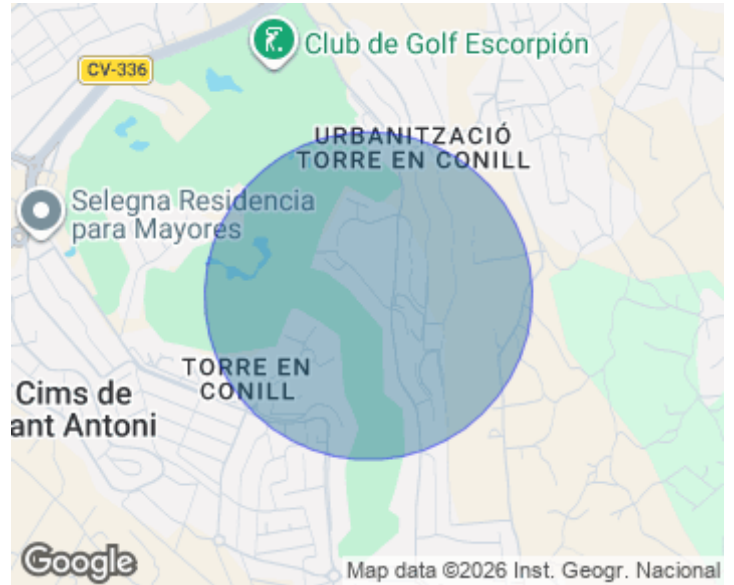 Club de Golf Escorpión
CV-336
URBANITZACIÓ
TORRE EN CONILL
Selegna Residencia
para Mayores
TORRE EN
CONILL
Cims de
ant Antoni
Google
Map data ©2026 Inst. Geogr. Nacional